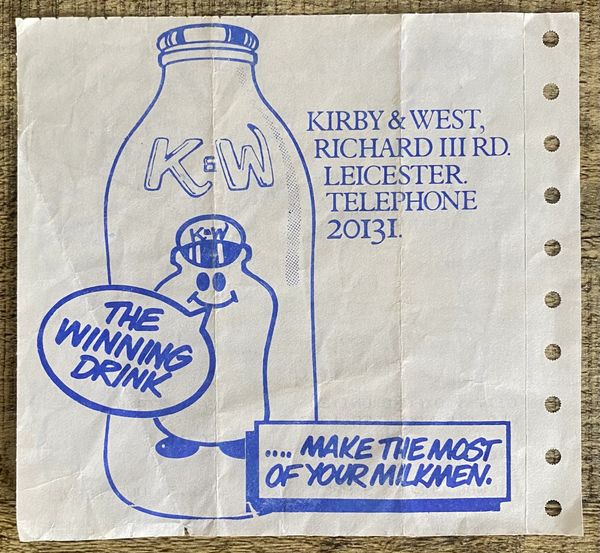 K&W
KIRBY & WEST,
RICHARD III RD.
LEICESTER.
TELEPHONE
20131.
K&W
THE
WINNING
DRINK
.... MAKE THE MOST
OF YOUR MILKMEN.